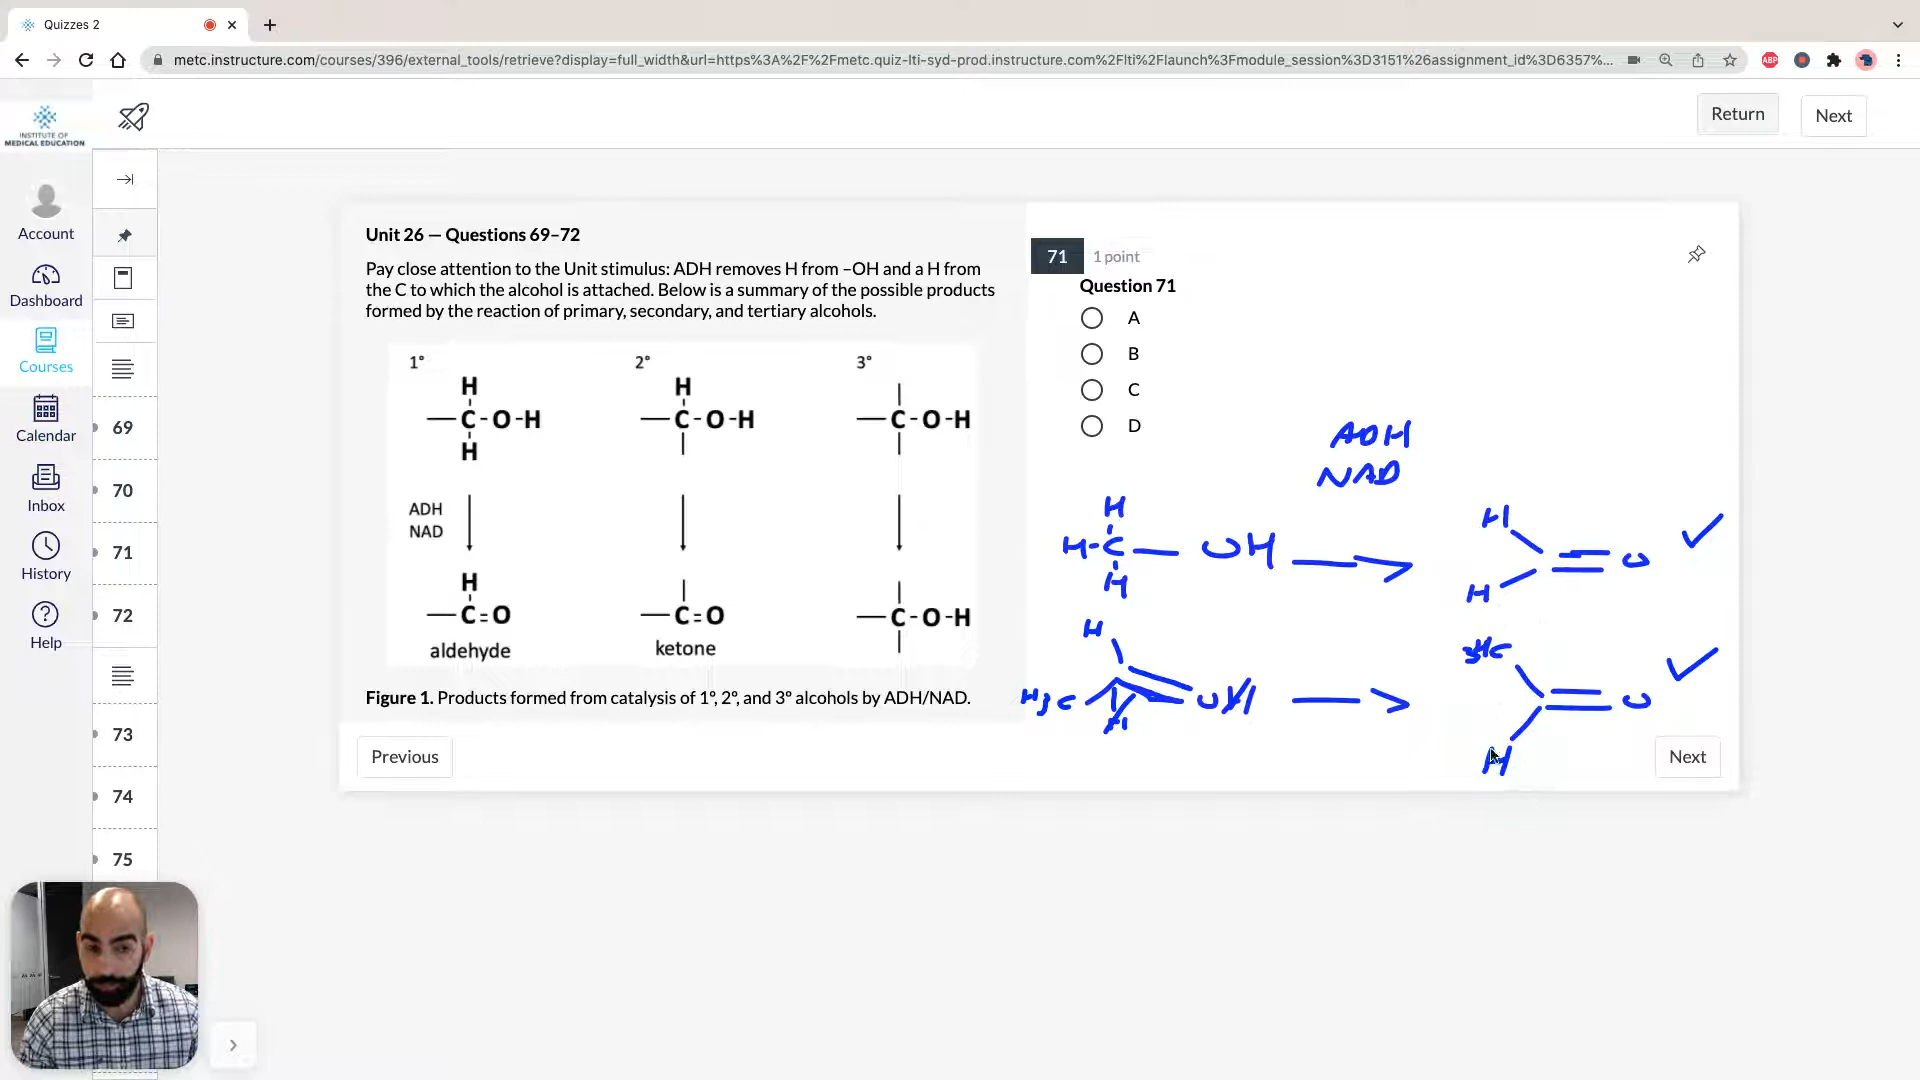 Quizzes 2
metc.instructure.com/courses/396/external_tools/retrieve?display=full_width&url=https%3A%2F%2Fmetc.quiz-lti-syd-prod.instructure.com%2Flti%2Flaunch%3Fmodule_session%3D3151%26assignment_id%3D6357%...
ABP
INSTITUTE OF
MEDICAL EDUCATION
Return
Next
Account
Dashboard
Courses
Calendar
Inbox
History
Help
69
70
71
72
73
74
75
Unit 26 — Questions 69–72
Pay close attention to the Unit stimulus: ADH removes H from –OH and a H from
the C to which the alcohol is attached. Below is a summary of the possible products
formed by the reaction of primary, secondary, and tertiary alcohols.
1° 2° 3°
H H
C-O-H C-O-H C-O-H
H
ADH
NAD
H
C=O C=O C-O-H
aldehyde ketone
Figure 1. Products formed from catalysis of 1°, 2°, and 3° alcohols by ADH/NAD.
Previous
71 1 point
Question 71
A
B
C
D
ADH
NAD
H
H-C OH
H
H
H O
H
H3C OH
H
O
H
Next